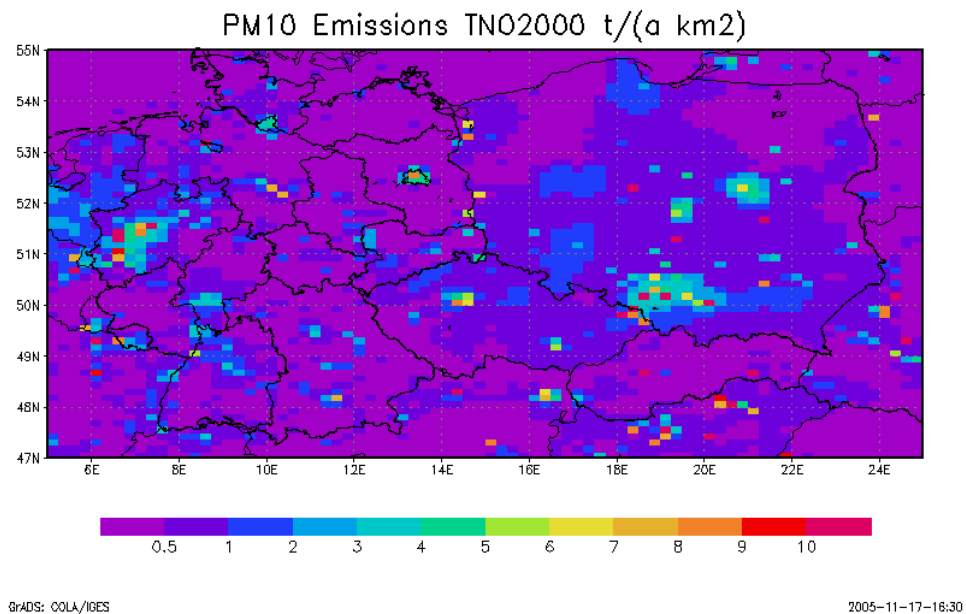 PM10 Emissions TNO2000 t/(a km2)
55N
54N
53N
52N
51N
50N
49N
48N
47N
6E 8E 10E 12E 14E 16E 18E 20E 22E 24E
0.5 1 2 3 4 5 6 7 8 9 10
GrADS: COLA/IGES 2005-11-17-16:30